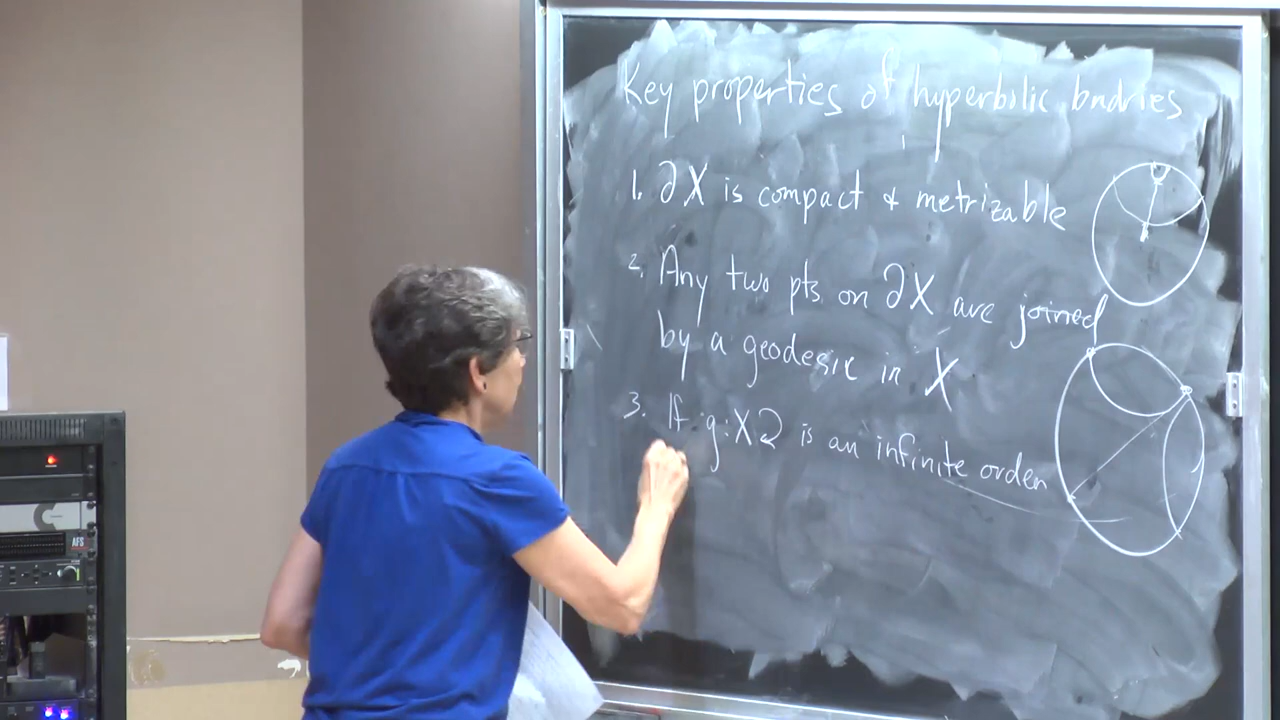 Key properties of hyperbolic bndries
1. ∂X is compact & metrizable
2. Any two pts. on ∂X are joined
by a geodesic in X
3. If g: X⟲ is an infinite order
AFS